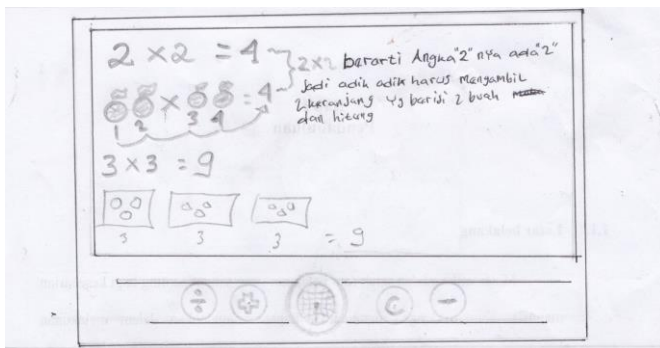 2 × 2 = 4
2×2 berarti Angka"2"nya ada"2"
Jadi adik adik harus Mengambil
2 keranjang yg berisi 2 buah
dan hitung
× = 4
1 2 3 4
3 × 3 = 9
3 3 3 = 9
÷ C −